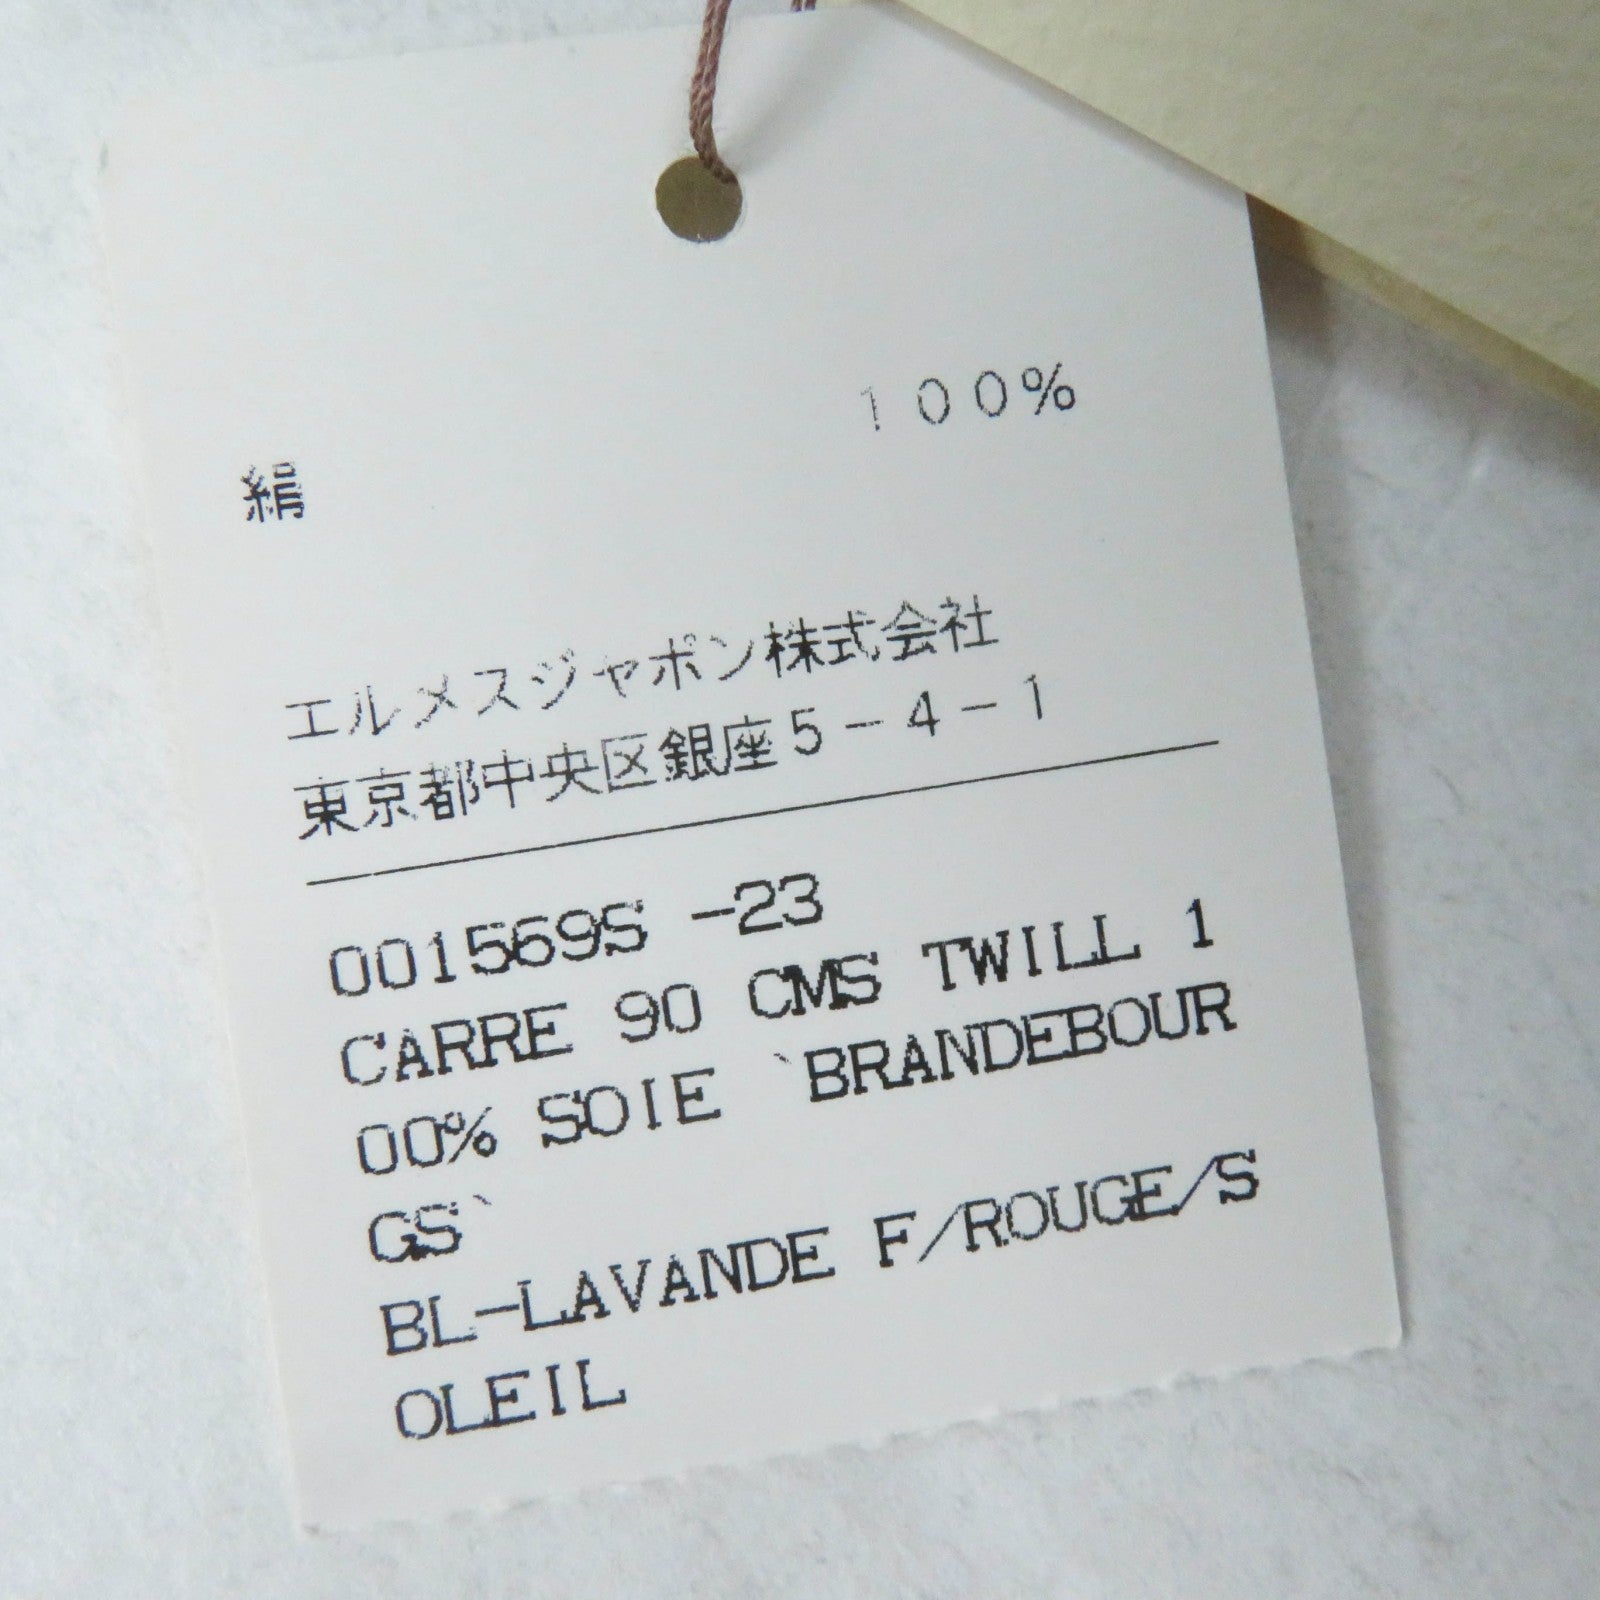 絹 １００％
エルメスジャポン株式会社
東京都中央区銀座５－４－１
001569S -23
CARRE 90 CMS TWILL 1
00% SOIE `BRANDEBOUR
GS`
BL-LAVANDE F/ROUGE/S
OLEIL